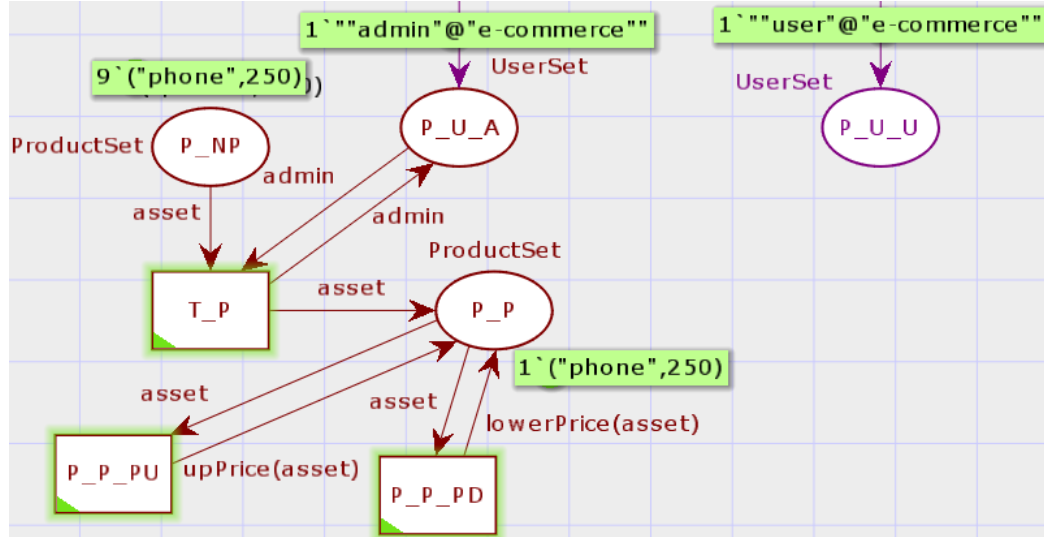 1`""admin"@"e-commerce""
1`""user"@"e-commerce""
UserSet
9`("phone",250)
UserSet
ProductSet
P_NP
P_U_A
P_U_U
admin
asset
admin
ProductSet
asset
T_P
P_P
1`("phone",250)
asset
asset
lowerPrice(asset)
P_P_PU
upPrice(asset)
P_P_PD